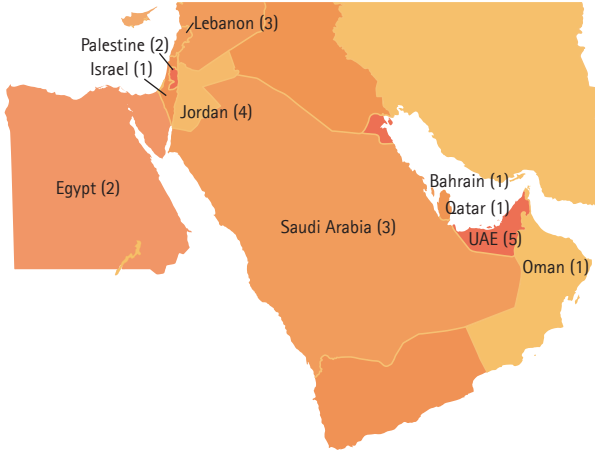 Lebanon (3)
Palestine (2)
Israel (1)
Jordan (4)
Egypt (2)
Saudi Arabia (3)
Bahrain (1)
Qatar (1)
UAE (5)
Oman (1)